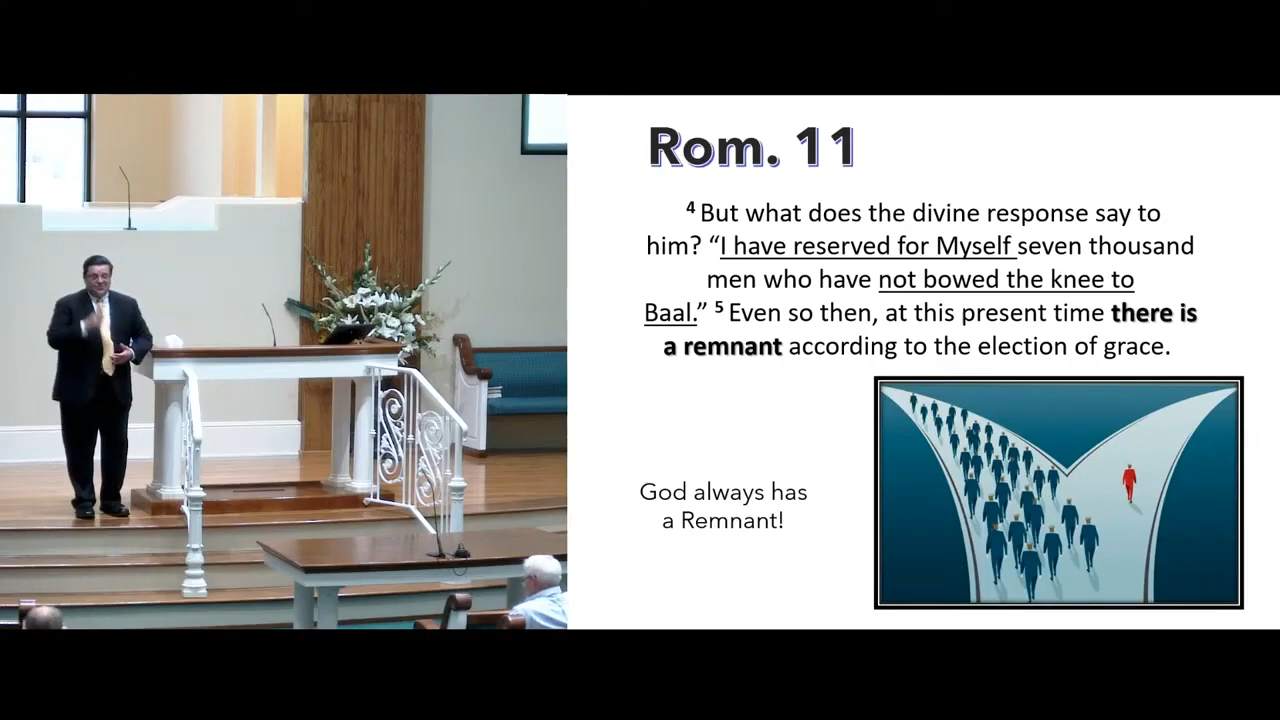 Rom. 11
4 But what does the divine response say to
him? “I have reserved for Myself seven thousand
men who have not bowed the knee to
Baal.” 5 Even so then, at this present time there is
a remnant according to the election of grace.
God always has
a Remnant!